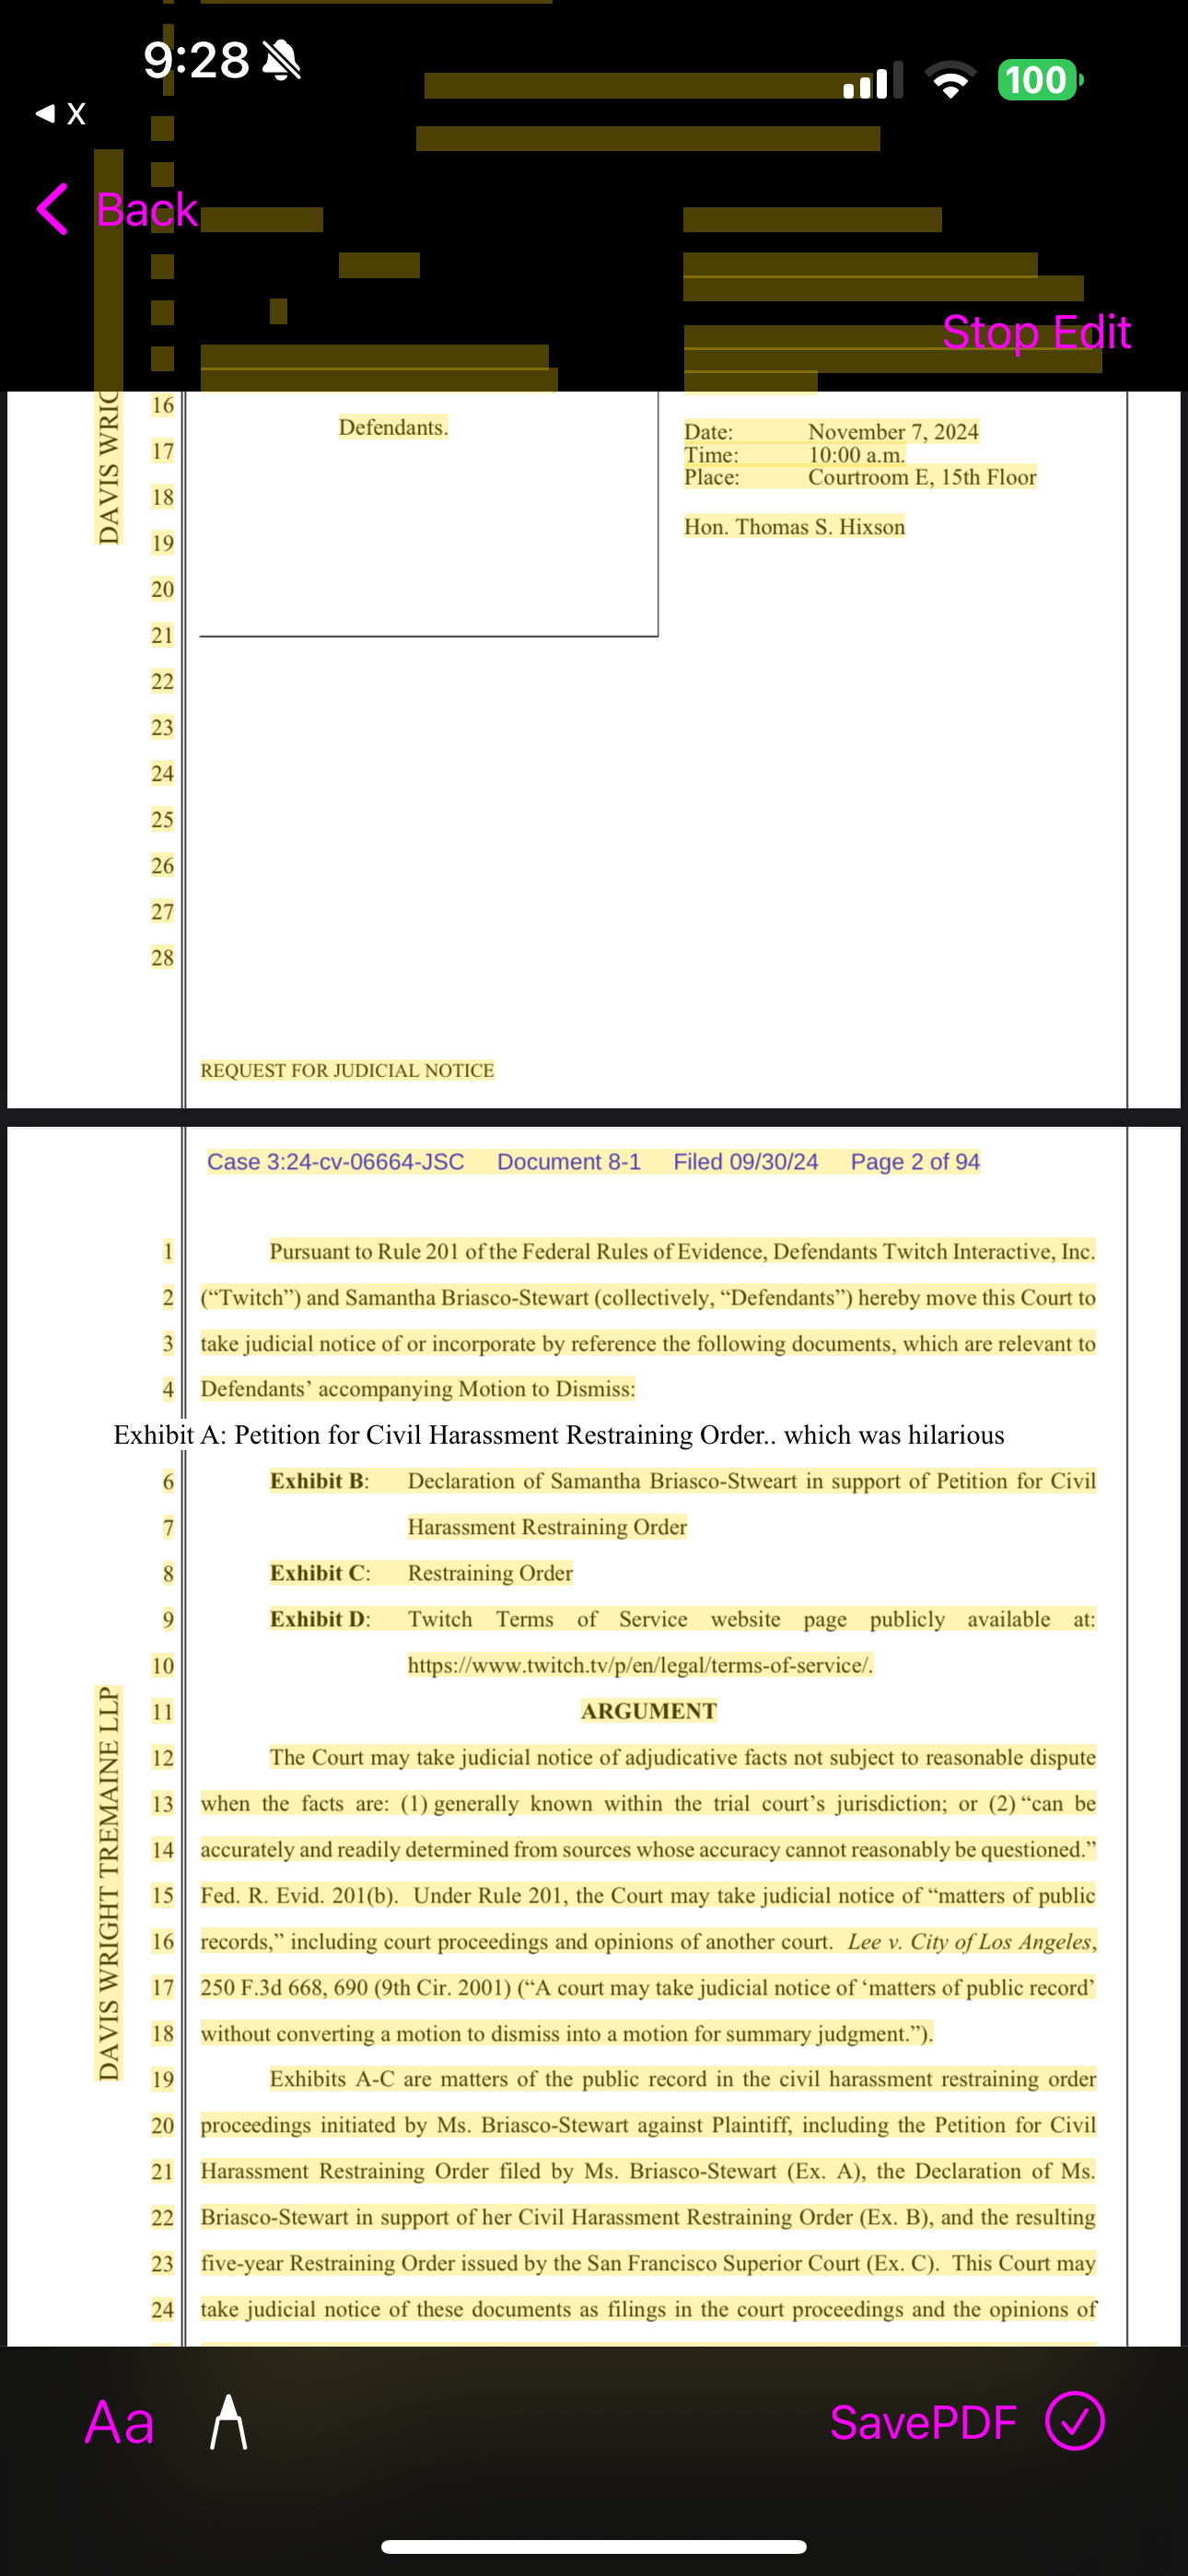 9:28
100
X
Back
Stop Edit
DAVIS WRIG
16
Defendants.
Date: November 7, 2024
17
Time: 10:00 a.m.
Place: Courtroom E, 15th Floor
18
Hon. Thomas S. Hixson
19
20
21
22
23
24
25
26
27
28
REQUEST FOR JUDICIAL NOTICE
Case 3:24-cv-06664-JSC Document 8-1 Filed 09/30/24 Page 2 of 94
1 Pursuant to Rule 201 of the Federal Rules of Evidence, Defendants Twitch Interactive, Inc.
2 (“Twitch”) and Samantha Briasco-Stewart (collectively, “Defendants”) hereby move this Court to
3 take judicial notice of or incorporate by reference the following documents, which are relevant to
4 Defendants’ accompanying Motion to Dismiss:
Exhibit A: Petition for Civil Harassment Restraining Order.. which was hilarious
6 Exhibit B: Declaration of Samantha Briasco-Stweart in support of Petition for Civil
7 Harassment Restraining Order
8 Exhibit C: Restraining Order
9 Exhibit D: Twitch Terms of Service website page publicly available at:
10 https://www.twitch.tv/p/en/legal/terms-of-service/.
11 ARGUMENT
DAVIS WRIGHT TREMAINE LLP
12 The Court may take judicial notice of adjudicative facts not subject to reasonable dispute
13 when the facts are: (1) generally known within the trial court’s jurisdiction; or (2) “can be
14 accurately and readily determined from sources whose accuracy cannot reasonably be questioned.”
15 Fed. R. Evid. 201(b). Under Rule 201, the Court may take judicial notice of “matters of public
16 records,” including court proceedings and opinions of another court. Lee v. City of Los Angeles,
17 250 F.3d 668, 690 (9th Cir. 2001) (“A court may take judicial notice of ‘matters of public record’
18 without converting a motion to dismiss into a motion for summary judgment.”).
19 Exhibits A-C are matters of the public record in the civil harassment restraining order
20 proceedings initiated by Ms. Briasco-Stewart against Plaintiff, including the Petition for Civil
21 Harassment Restraining Order filed by Ms. Briasco-Stewart (Ex. A), the Declaration of Ms.
22 Briasco-Stewart in support of her Civil Harassment Restraining Order (Ex. B), and the resulting
23 five-year Restraining Order issued by the San Francisco Superior Court (Ex. C). This Court may
24 take judicial notice of these documents as filings in the court proceedings and the opinions of
Aa
SavePDF